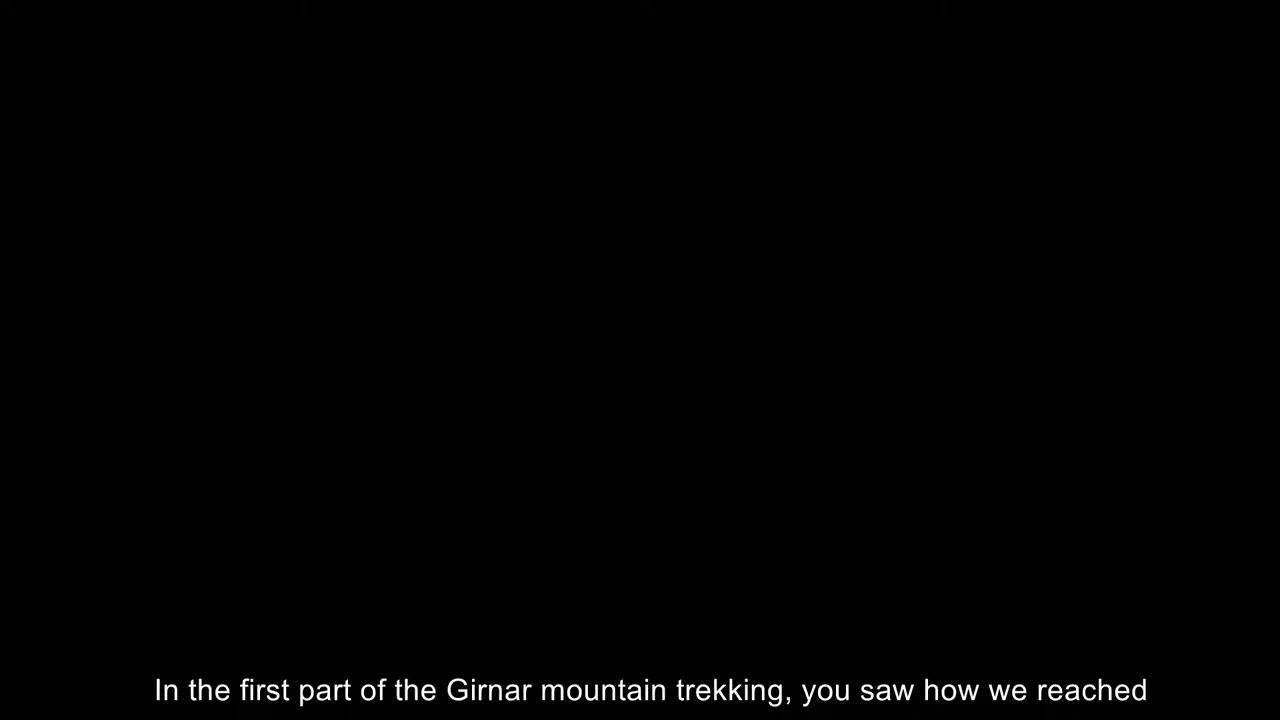 In the first part of the Girnar mountain trekking, you saw how we reached